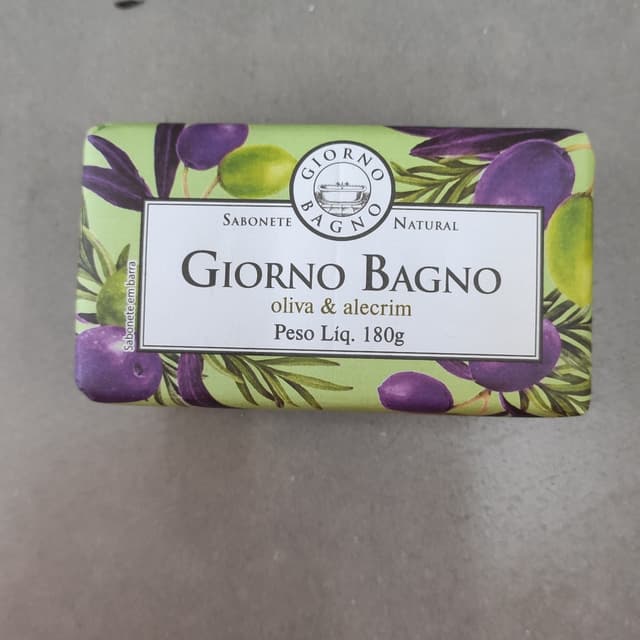 GIORNO
BAGNO
SABONETE NATURAL
GIORNO BAGNO
oliva & alecrim
Peso Líq. 180g
Sabonete em barra